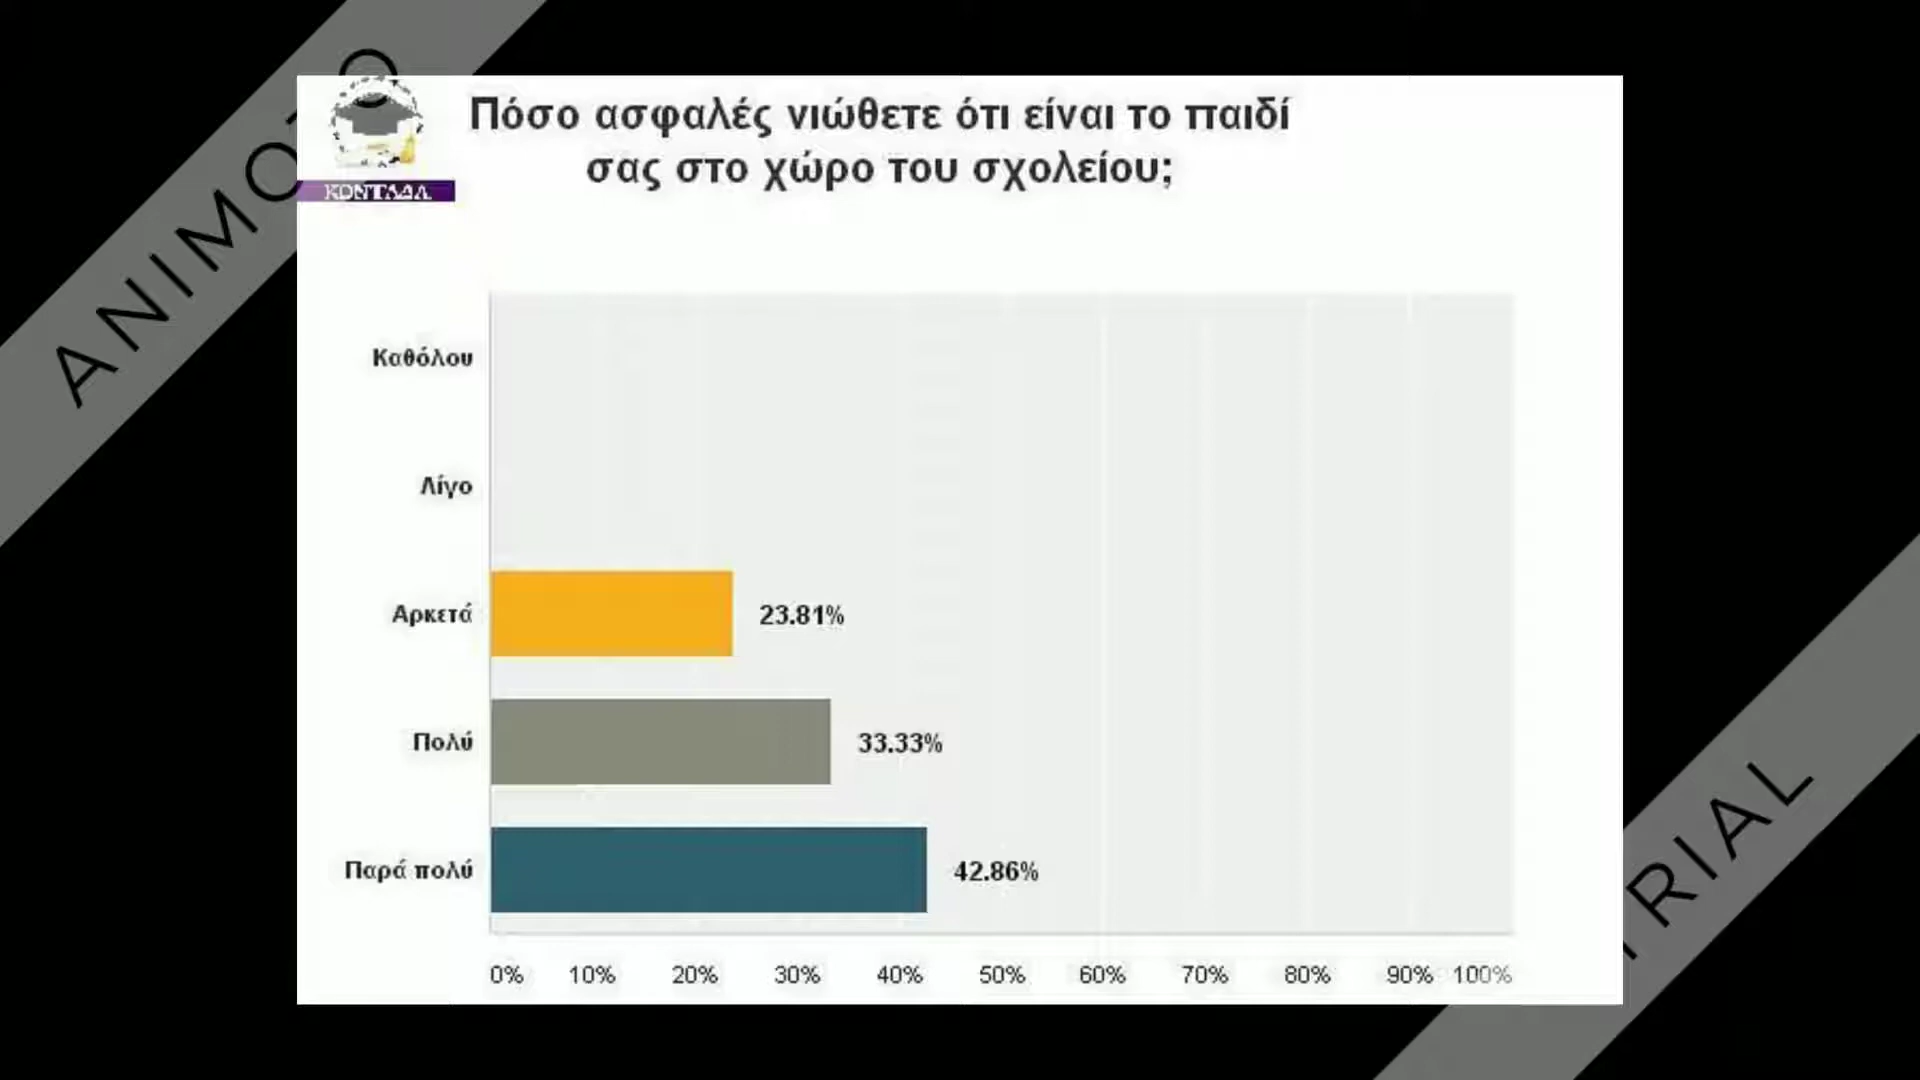 ANIMOTO
ΚΟΝΤΑΔΑ
Πόσο ασφαλές νιώθετε ότι είναι το παιδί
σας στο χώρο του σχολείου;
Καθόλου
Λίγο
Αρκετά
23.81%
Πολύ
33.33%
Παρά πολύ
42.86%
0% 10% 20% 30% 40% 50% 60% 70% 80% 90% 100%
TRIAL